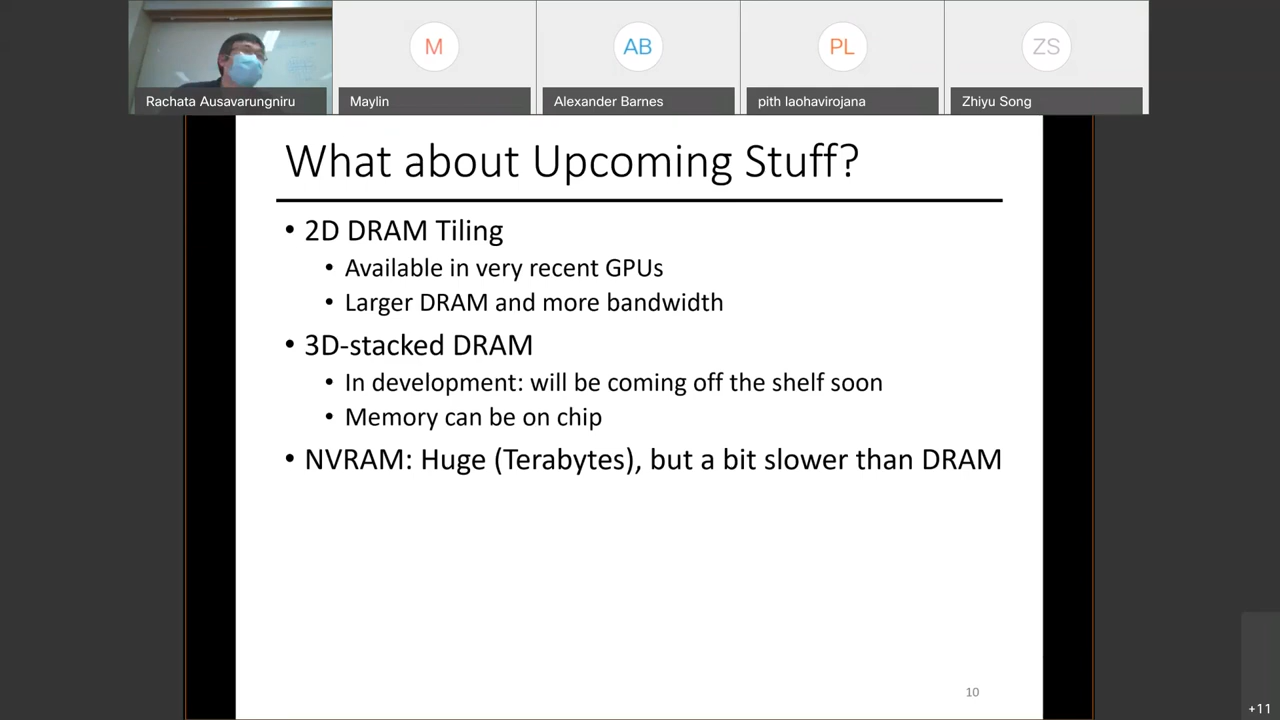 M
AB
PL
ZS
Rachata Ausavarungniru
Maylin
Alexander Barnes
pith laohavirojana
Zhiyu Song
What about Upcoming Stuff?
• 2D DRAM Tiling
• Available in very recent GPUs
• Larger DRAM and more bandwidth
• 3D-stacked DRAM
• In development: will be coming off the shelf soon
• Memory can be on chip
• NVRAM: Huge (Terabytes), but a bit slower than DRAM
10
+11